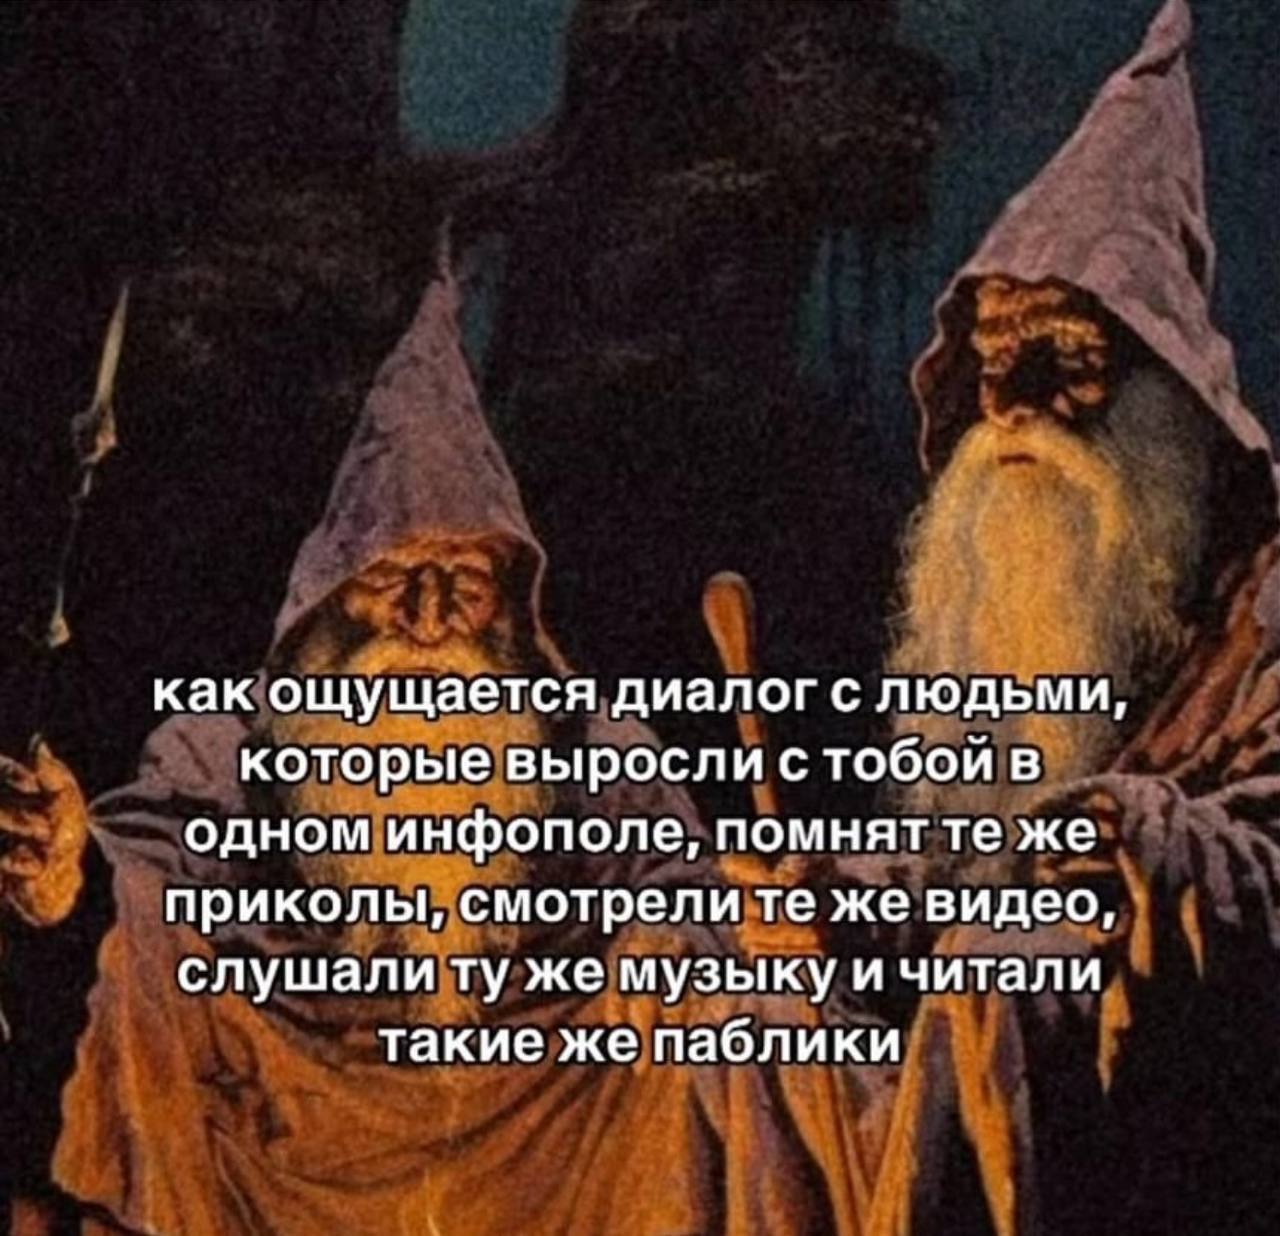 как ощущается диалог с людьми,
которые выросли с тобой в
одном инфополе, помнят те же
приколы, смотрели те же видео,
слушали ту же музыку и читали
такие же паблики